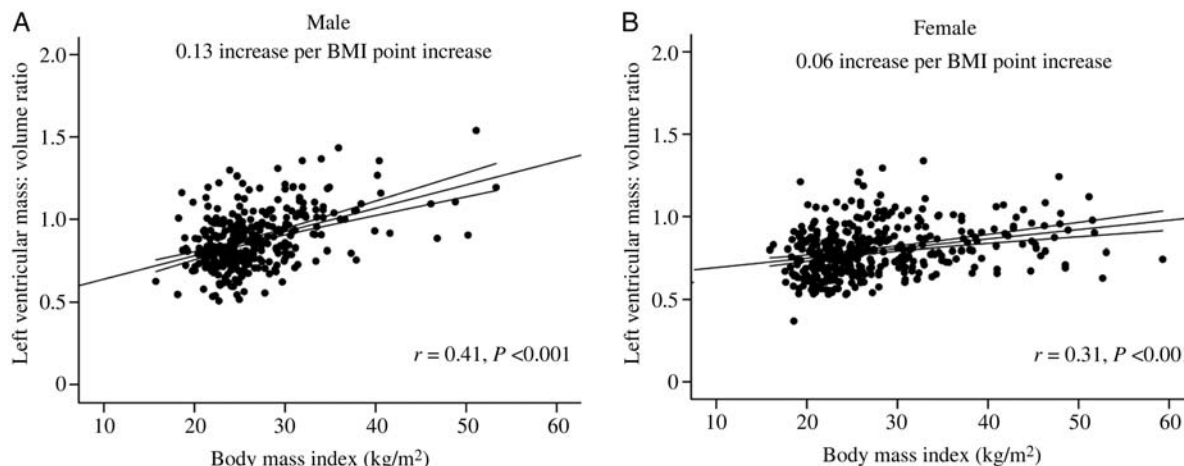 A
Male
0.13 increase per BMI point increase
Left ventricular mass: volume ratio
2.0
1.5
1.0
0.5
0
r = 0.41, P <0.001
10 20 30 40 50 60
Body mass index (kg/m²)
B
Female
0.06 increase per BMI point increase
Left ventricular mass: volume ratio
2.0
1.5
1.0
0.5
0
r = 0.31, P <0.00
10 20 30 40 50 60
Body mass index (kg/m²)